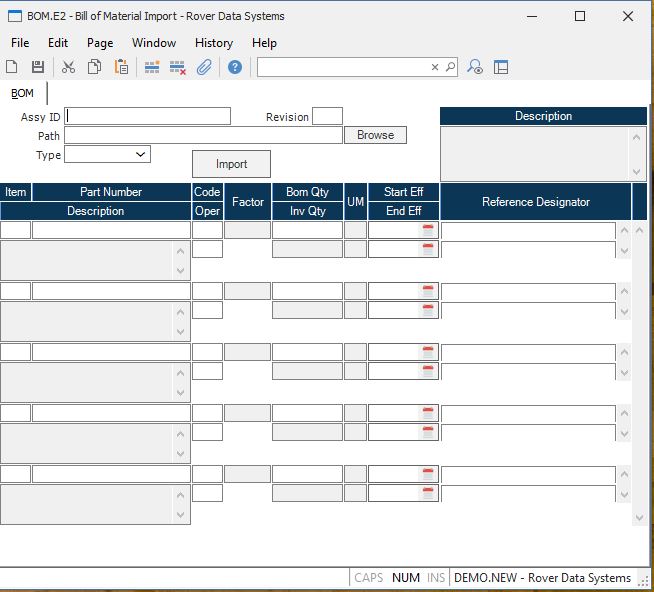 BOM.E2 - Bill of Material Import - Rover Data Systems
File Edit Page Window History Help
BOM
Assy ID Revision Description
Path Browse
Type Import
Item Part Number Code Factor Bom Qty UM Start Eff Reference Designator
Description Oper Inv Qty End Eff
CAPS NUM INS DEMO.NEW - Rover Data Systems